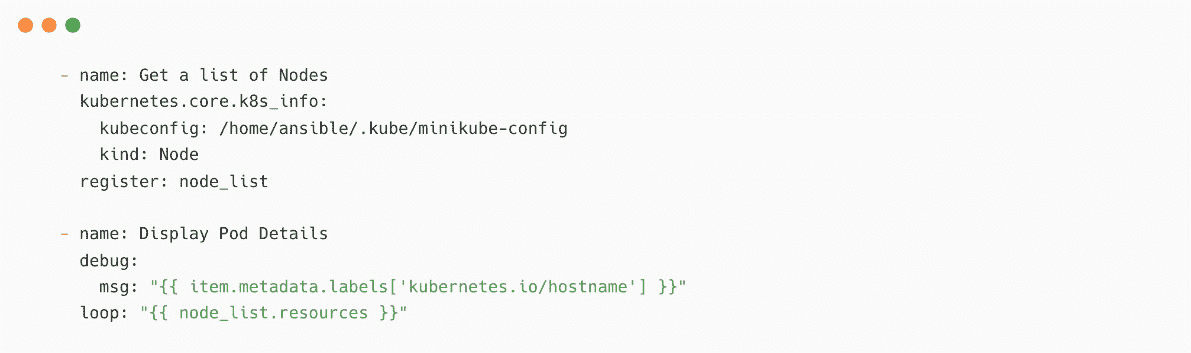 - name: Get a list of Nodes
  kubernetes.core.k8s_info:
    kubeconfig: /home/ansible/.kube/minikube-config
    kind: Node
  register: node_list

- name: Display Pod Details
  debug:
    msg: "{{ item.metadata.labels['kubernetes.io/hostname'] }}"
  loop: "{{ node_list.resources }}"